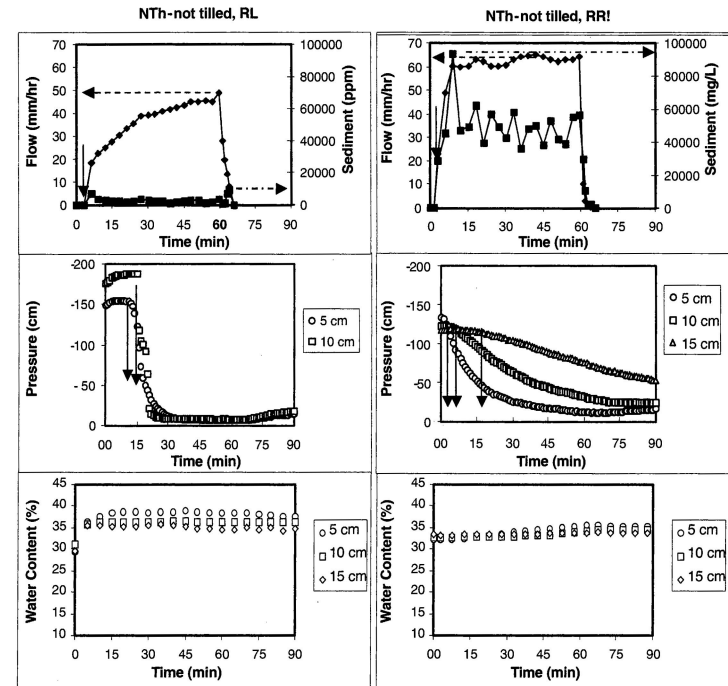 NTh-not tilled, RL
NTh-not tilled, RR!
Flow (mm/hr)
70
60
50
40
30
20
10
0
100000
80000
60000
40000
20000
0
Sediment (ppm)
0 15 30 45 60 75 90
Time (min)
Flow (mm/hr)
70
60
50
40
30
20
10
0
100000
80000
60000
40000
20000
0
Sediment (mg/L)
0 15 30 45 60 75 90
Time (min)
Pressure (cm)
-200
-150
-100
- 50
0
0 15 30 45 60 75 90
Time (min)
5 cm
10 cm
Pressure (cm)
-200
-150
-100
-50
0
00 15 30 45 60 75 90
Time (min)
5 cm
10 cm
15 cm
Water Content (%)
45
40
35
30
25
20
15
10
0 15 30 45 60 75 90
Time (min)
5 cm
10 cm
15 cm
Water Content (%)
45
40
35
30
25
20
15
10
00 15 30 45 60 75 90
Time (min)
5 cm
10 cm
15 cm